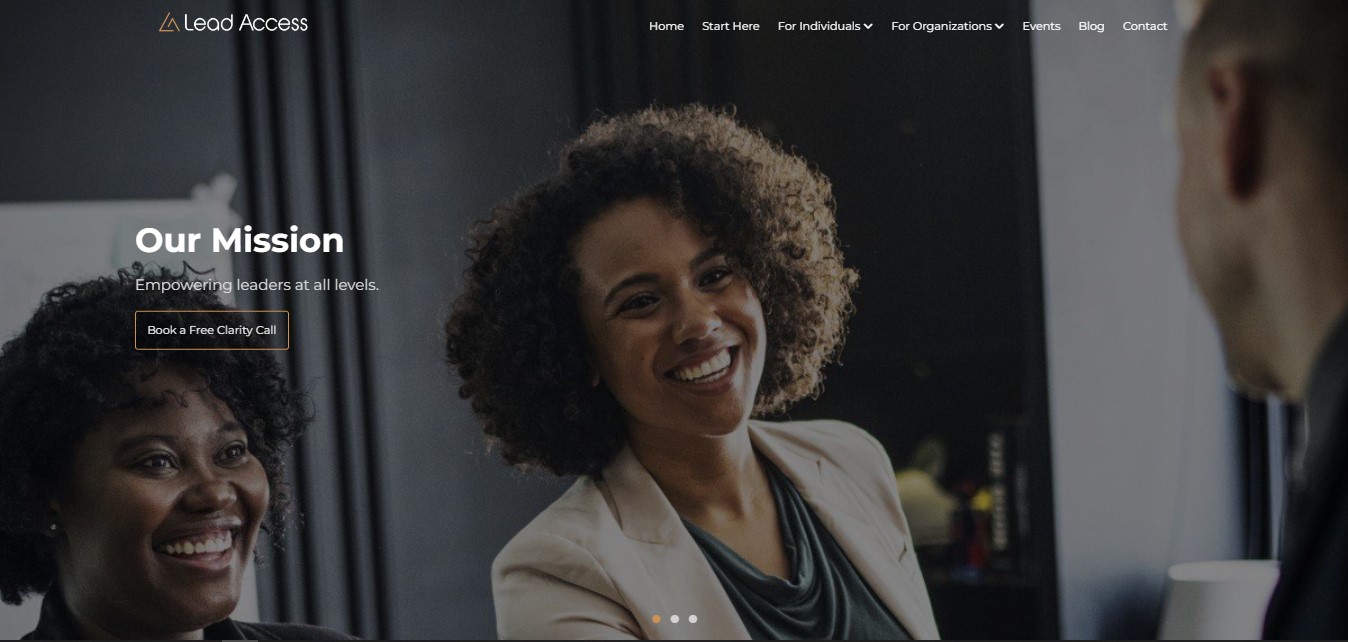 Lead Access
Home Start Here For Individuals For Organizations Events Blog Contact
Our Mission
Empowering leaders at all levels.
Book a Free Clarity Call